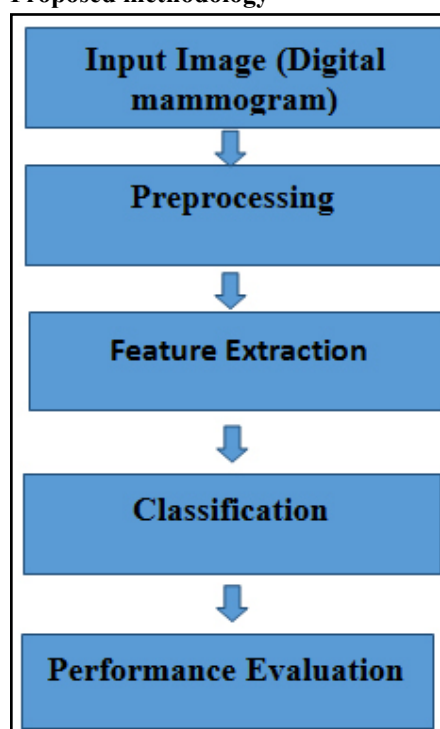 Proposed methodology
Input Image (Digital
mammogram)
Preprocessing
Feature Extraction
Classification
Performance Evaluation